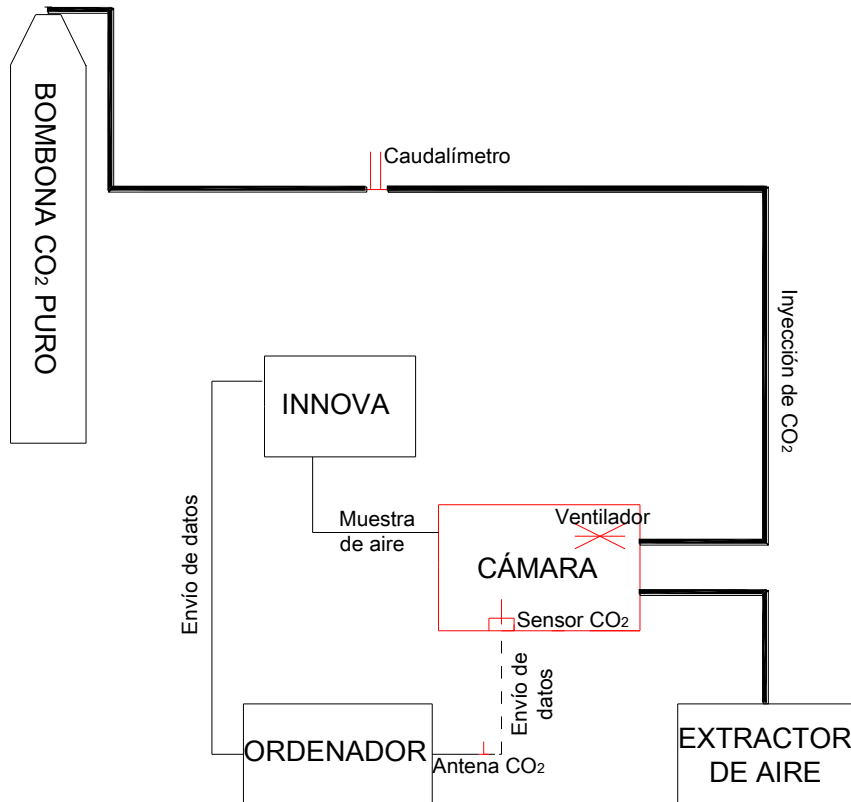 BOMBONA CO₂ PURO
Caudalímetro
Inyección de CO₂
INNOVA
Envío de datos
Muestra
de aire
Ventilador
CÁMARA
Sensor CO₂
Envío de
datos
ORDENADOR
Antena CO₂
EXTRACTOR
DE AIRE